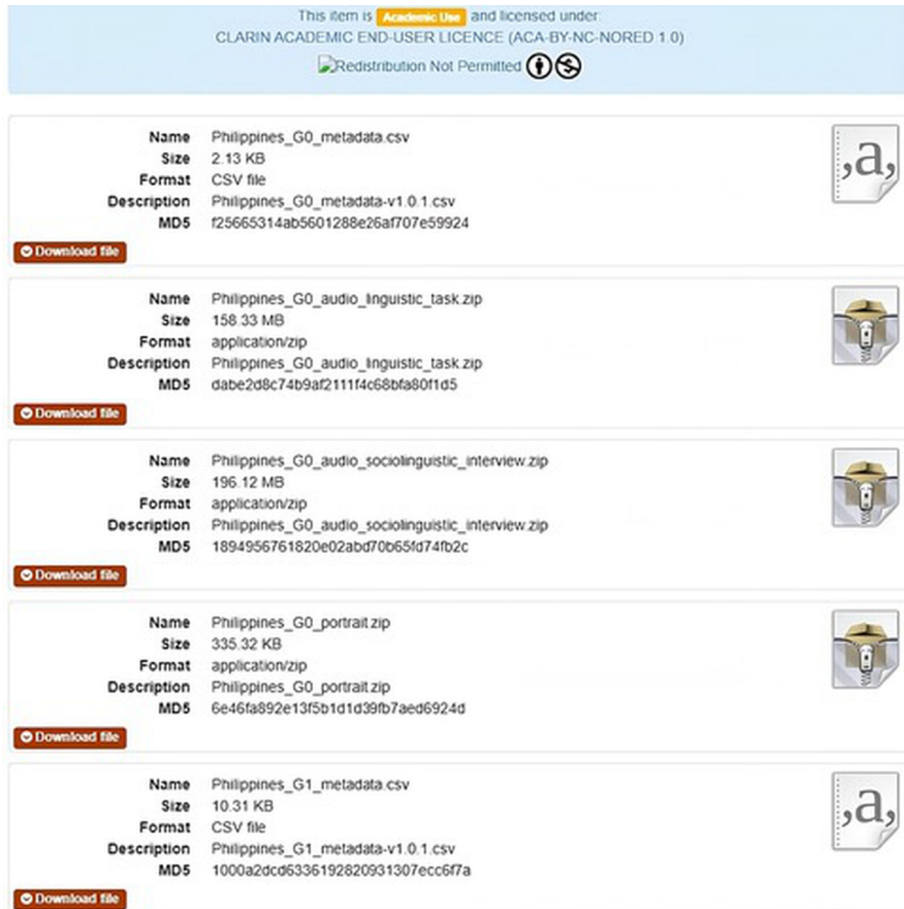 This item is Academic Use and licensed under:
CLARIN ACADEMIC END-USER LICENCE (ACA-BY-NC-NORED 1.0)
Redistribution Not Permitted
Name Philippines_G0_metadata.csv
Size 2.13 KB
Format CSV file
Description Philippines_G0_metadata-v1.0.1.csv
MD5 f25665314ab5601288e26af707e59924
Download file
,a,
Name Philippines_G0_audio_linguistic_task.zip
Size 158.33 MB
Format application/zip
Description Philippines_G0_audio_linguistic_task.zip
MD5 dabe2d8c74b9af2111f4c68bfa80f1d5
Download file
Name Philippines_G0_audio_sociolinguistic_interview.zip
Size 196.12 MB
Format application/zip
Description Philippines_G0_audio_sociolinguistic_interview.zip
MD5 1894956761820e02abd70b65fd74fb2c
Download file
Name Philippines_G0_portrait.zip
Size 335.32 KB
Format application/zip
Description Philippines_G0_portrait.zip
MD5 6e46fa892e13f5b1d1d39fb7aed6924d
Download file
Name Philippines_G1_metadata.csv
Size 10.31 KB
Format CSV file
Description Philippines_G1_metadata-v1.0.1.csv
MD5 1000a2dcd6336192820931307ecc6f7a
Download file
,a,